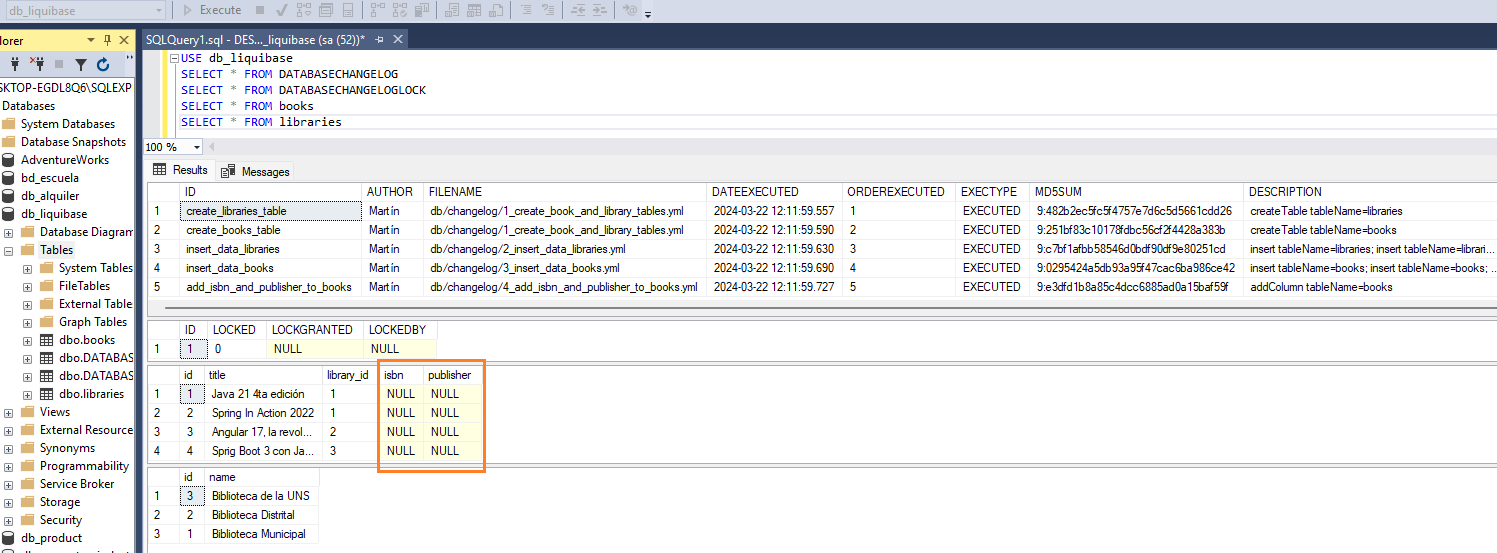 db_liquibase Execute
lorer SQLQuery1.sql - DES..._liquibase (sa (52))*
USE db_liquibase
SELECT * FROM DATABASECHANGELOG
SELECT * FROM DATABASECHANGELOGLOCK
SELECT * FROM books
SELECT * FROM libraries
100 %
SKTOP-EGDL8Q6\SQLEXP
Databases
System Databases
Database Snapshots
AdventureWorks
bd_escuela
db_alquiler
db_liquibase
Database Diagram
Tables
System Tables
FileTables
External Table
Graph Tables
dbo.books
dbo.DATABAS
dbo.DATABAS
dbo.libraries
Views
External Resource
Synonyms
Programmability
Service Broker
Storage
Security
db_product
Results Messages
ID AUTHOR FILENAME DATEEXECUTED ORDEREXECUTED EXECTYPE MD5SUM DESCRIPTION
1 create_libraries_table Martín db/changelog/1_create_book_and_library_tables.yml 2024-03-22 12:11:59.557 1 EXECUTED 9:482b2ec5fc5f4757e7d6c5d5661cdd26 createTable tableName=libraries
2 create_books_table Martín db/changelog/1_create_book_and_library_tables.yml 2024-03-22 12:11:59.590 2 EXECUTED 9:251bf83c10178fdbc56cf2f4428a383b createTable tableName=books
3 insert_data_libraries Martín db/changelog/2_insert_data_libraries.yml 2024-03-22 12:11:59.630 3 EXECUTED 9:c7bf1afbb58546d0bdf90df9e80251cd insert tableName=libraries; insert tableName=librari...
4 insert_data_books Martín db/changelog/3_insert_data_books.yml 2024-03-22 12:11:59.690 4 EXECUTED 9:0295424a5db93a95f47cac6ba986ce42 insert tableName=books; insert tableName=books; ...
5 add_isbn_and_publisher_to_books Martín db/changelog/4_add_isbn_and_publisher_to_books.yml 2024-03-22 12:11:59.727 5 EXECUTED 9:e3dfd1b8a85c4dcc6885ad0a15baf59f addColumn tableName=books
ID LOCKED LOCKGRANTED LOCKEDBY
1 1 0 NULL NULL
id title library_id isbn publisher
1 1 Java 21 4ta edición 1 NULL NULL
2 2 Spring In Action 2022 1 NULL NULL
3 3 Angular 17, la revol... 2 NULL NULL
4 4 Sprig Boot 3 con Ja... 3 NULL NULL
id name
1 3 Biblioteca de la UNS
2 2 Biblioteca Distrital
3 1 Biblioteca Municipal